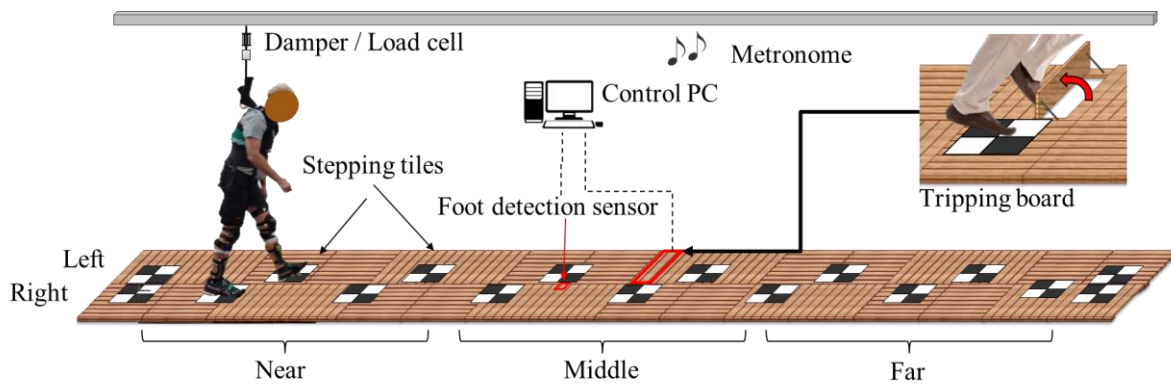 Damper / Load cell
Metronome
Control PC
Stepping tiles
Foot detection sensor
Tripping board
Left
Right
Near
Middle
Far